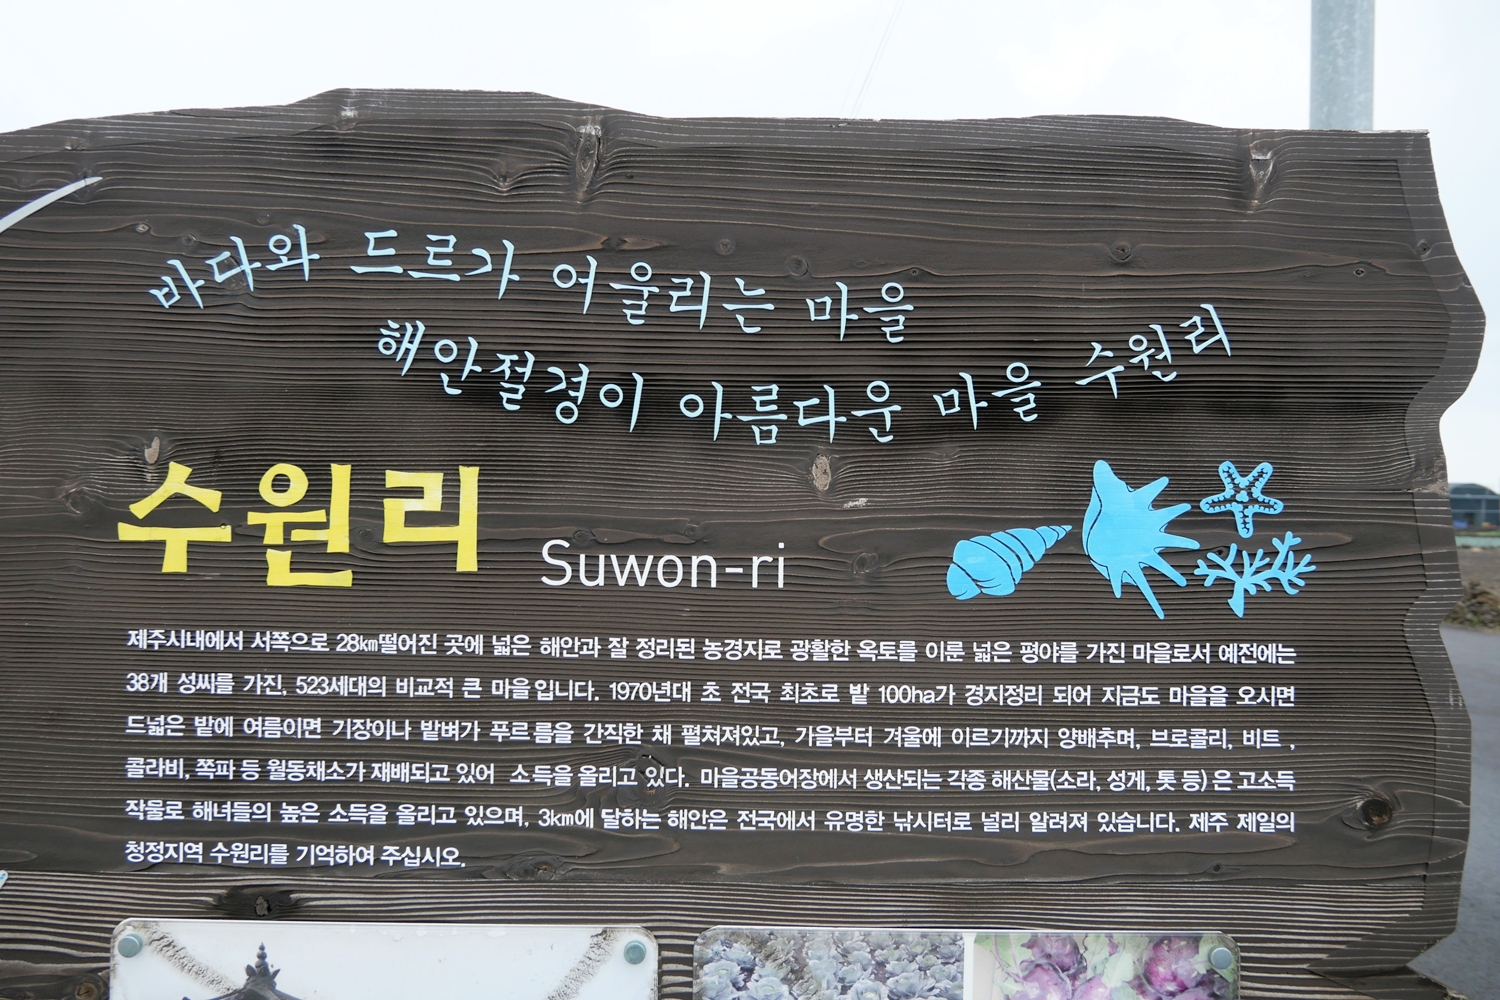 바다와 드르가 어울리는 마을
해안절경이 아름다운 마을 수원리
수원리 Suwon-ri
제주시내에서 서쪽으로 28km떨어진 곳에 넓은 해안과 잘 정리된 농경지로 광활한 옥토를 이룬 넓은 평야를 가진 마을로서 예전에는
38개 성씨를 가진, 523세대의 비교적 큰 마을입니다. 1970년대 초 전국 최초로 밭 100ha가 경지정리 되어 지금도 마을을 오시면
드넓은 밭에 여름이면 기장이나 밭벼가 푸르름을 간직한 채 펼쳐져있고, 가을부터 겨울에 이르기까지 양배추며, 브로콜리, 비트 ,
콜라비, 쪽파 등 월동채소가 재배되고 있어 소득을 올리고 있다. 마을공동어장에서 생산되는 각종 해산물(소라, 성게, 톳 등) 은 고소득
작물로 해녀들의 높은 소득을 올리고 있으며, 3km에 달하는 해안은 전국에서 유명한 낚시터로 널리 알려져 있습니다. 제주 제일의
청정지역 수원리를 기억하여 주십시오.